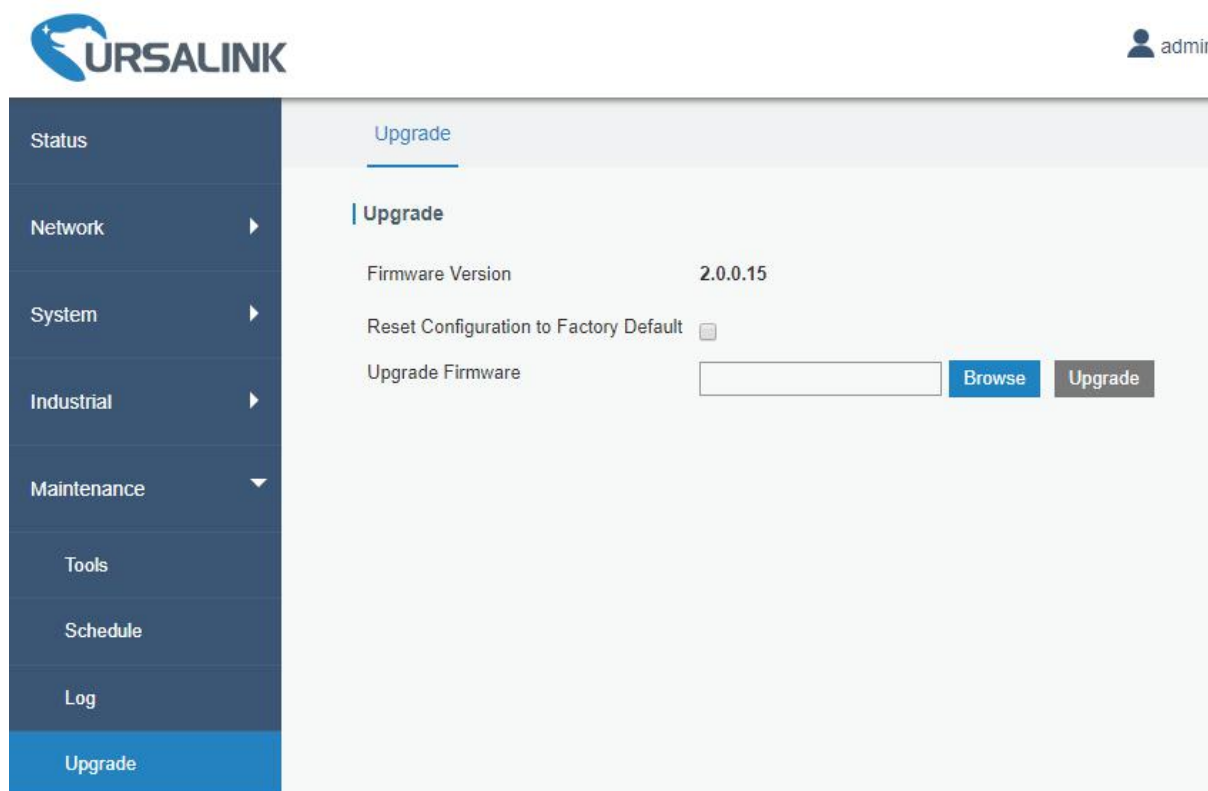 URSALINK
admin
Status
Upgrade
Network
Upgrade
Firmware Version 2.0.0.15
System
Reset Configuration to Factory Default
Upgrade Firmware Browse Upgrade
Industrial
Maintenance
Tools
Schedule
Log
Upgrade